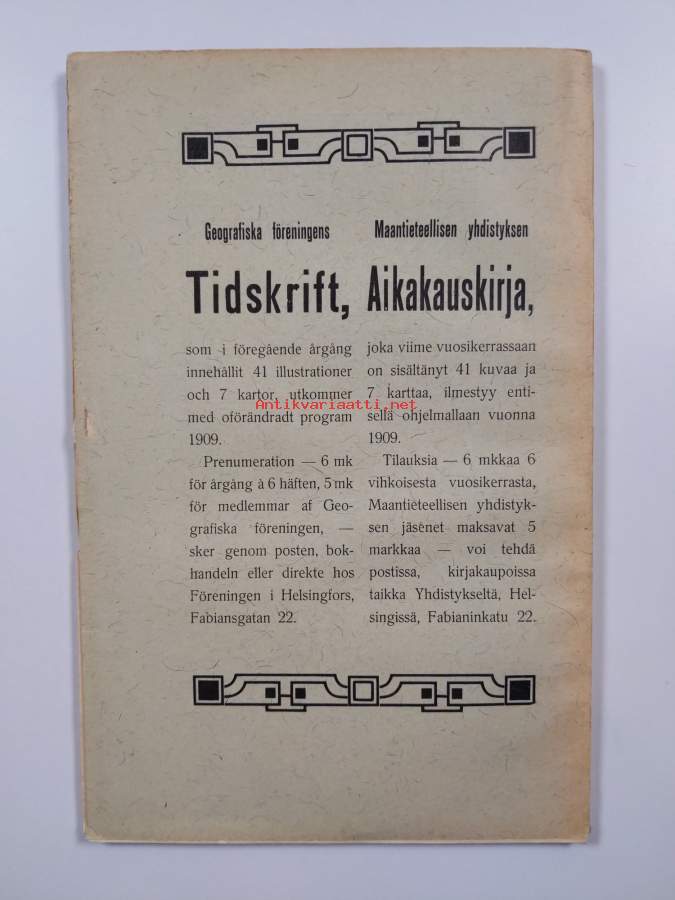 Geografiska föreningens
Tidskrift,
som i föregående årgång
innehållit 41 illustrationer
och 7 kartor, utkommer
med oförändradt program
1909.
Prenumeration — 6 mk
för årgång à 6 häften, 5 mk
för medlemmar af Geo-
grafiska föreningen, —
sker genom posten, bok-
handeln eller direkte hos
Föreningen i Helsingfors,
Fabiansgatan 22.
Maantieteellisen yhdistyksen
Aikakauskirja,
joka viime vuosikerrassaan
on sisältänyt 41 kuvaa ja
7 karttaa, ilmestyy enti-
sellä ohjelmallaan vuonna
1909.
Tilauksia — 6 mkkaa 6
vihkoisesta vuosikerrasta,
Maantieteellisen yhdistyk-
sen jäsenet maksavat 5
markkaa — voi tehdä
postissa, kirjakaupoissa
taikka Yhdistykseltä, Hel-
singissä, Fabianinkatu 22.
Antikvariaatti.net